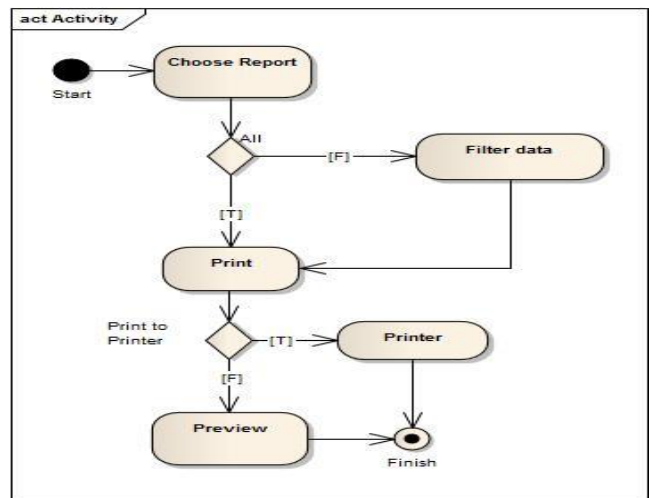 act Activity
Choose Report
Start
All
[F]
Filter data
[T]
Print
Print to
Printer
[T]
Printer
[F]
Preview
Finish